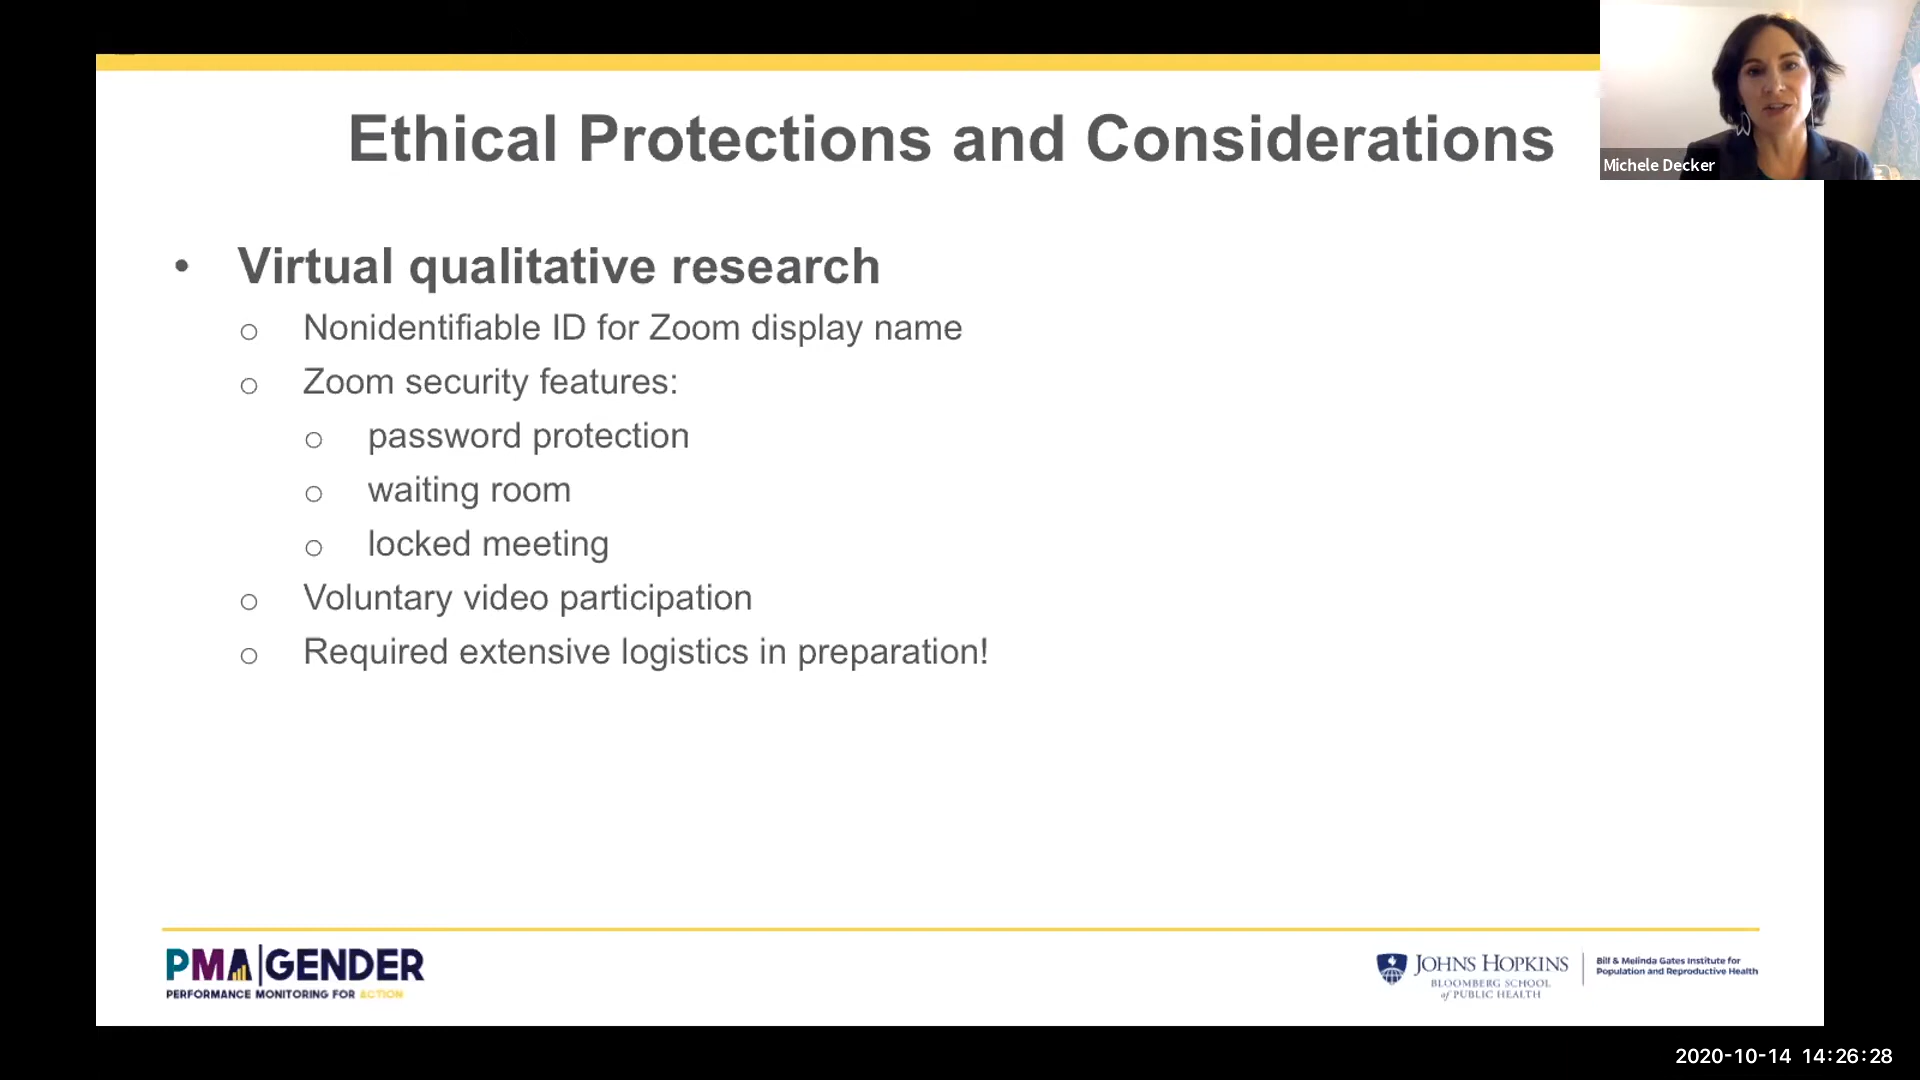 Ethical Protections and Considerations
Michele Decker
• Virtual qualitative research
o Nonidentifiable ID for Zoom display name
o Zoom security features:
o password protection
o waiting room
o locked meeting
o Voluntary video participation
o Required extensive logistics in preparation!
PMA|GENDER
PERFORMANCE MONITORING FOR ACTION
JOHNS HOPKINS
BLOOMBERG SCHOOL
of PUBLIC HEALTH
Bill & Melinda Gates Institute for
Population and Reproductive Health
2020-10-14 14:26:28